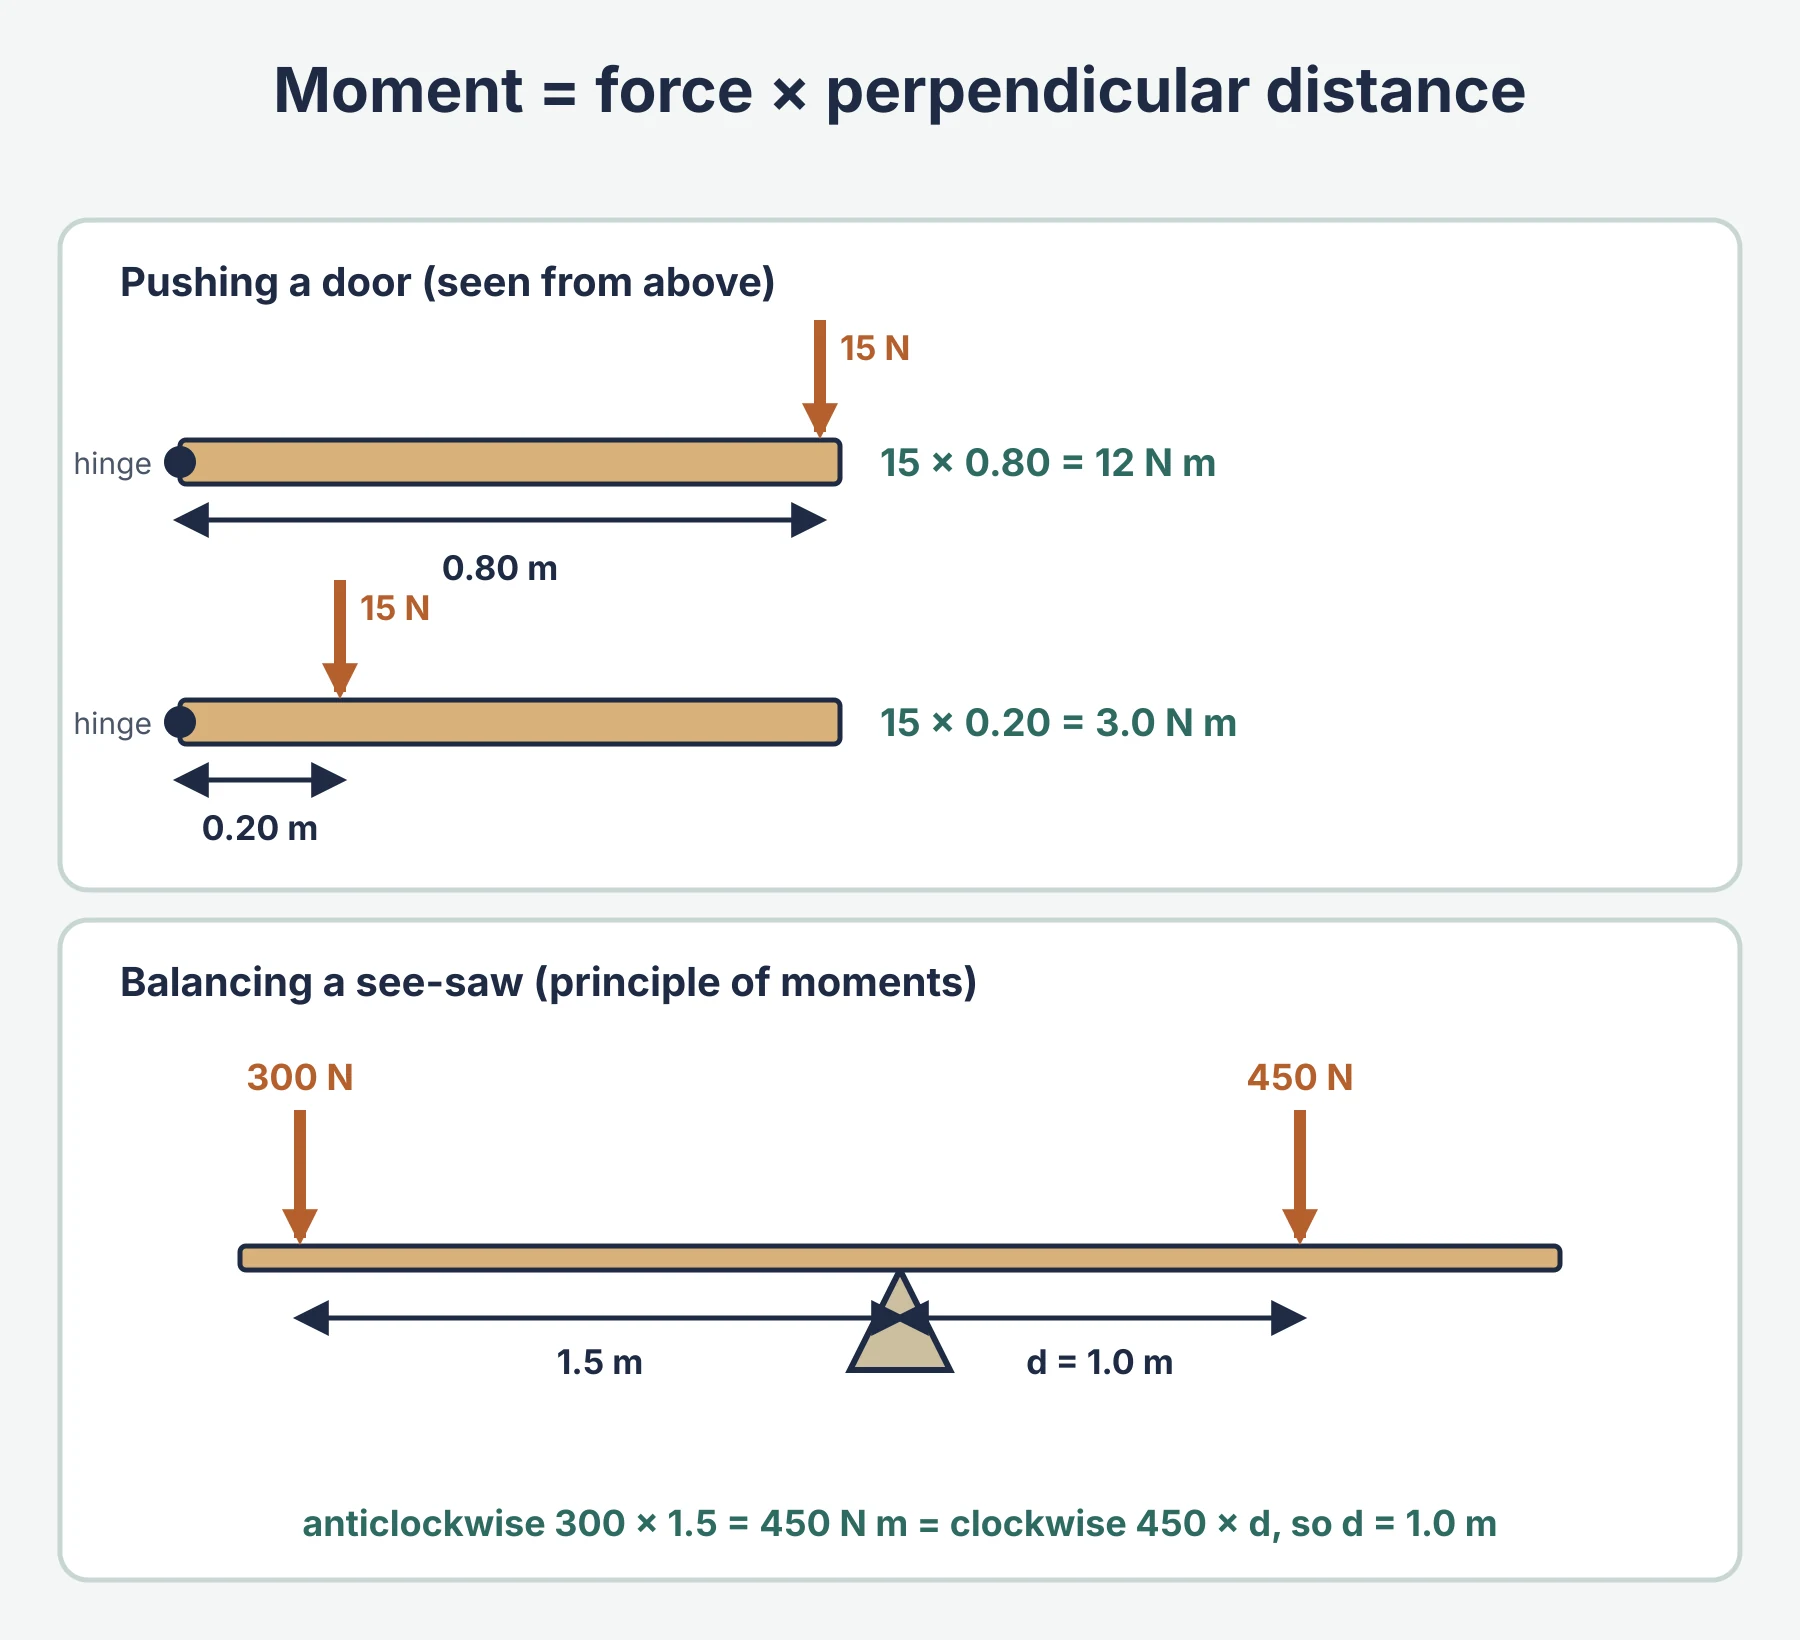 Moment = force × perpendicular distance
Pushing a door (seen from above)
15 N
hinge
15 × 0.80 = 12 N m
0.80 m
15 N
hinge
15 × 0.20 = 3.0 N m
0.20 m
Balancing a see-saw (principle of moments)
300 N
450 N
1.5 m
d = 1.0 m
anticlockwise 300 × 1.5 = 450 N m = clockwise 450 × d, so d = 1.0 m